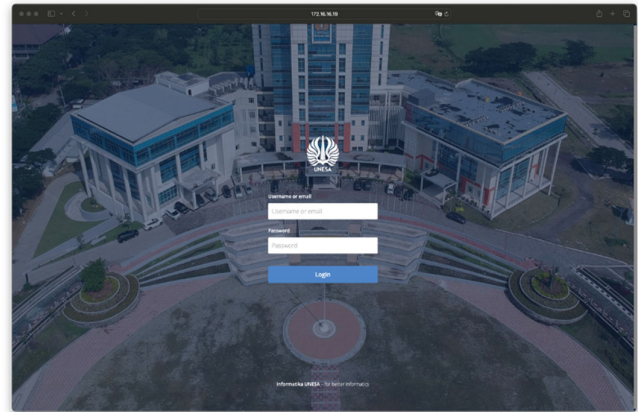 172.16.16.19
UNESA
Username or email
Username or email
Password
Password
Login
Informatika UNESA - for better informatics